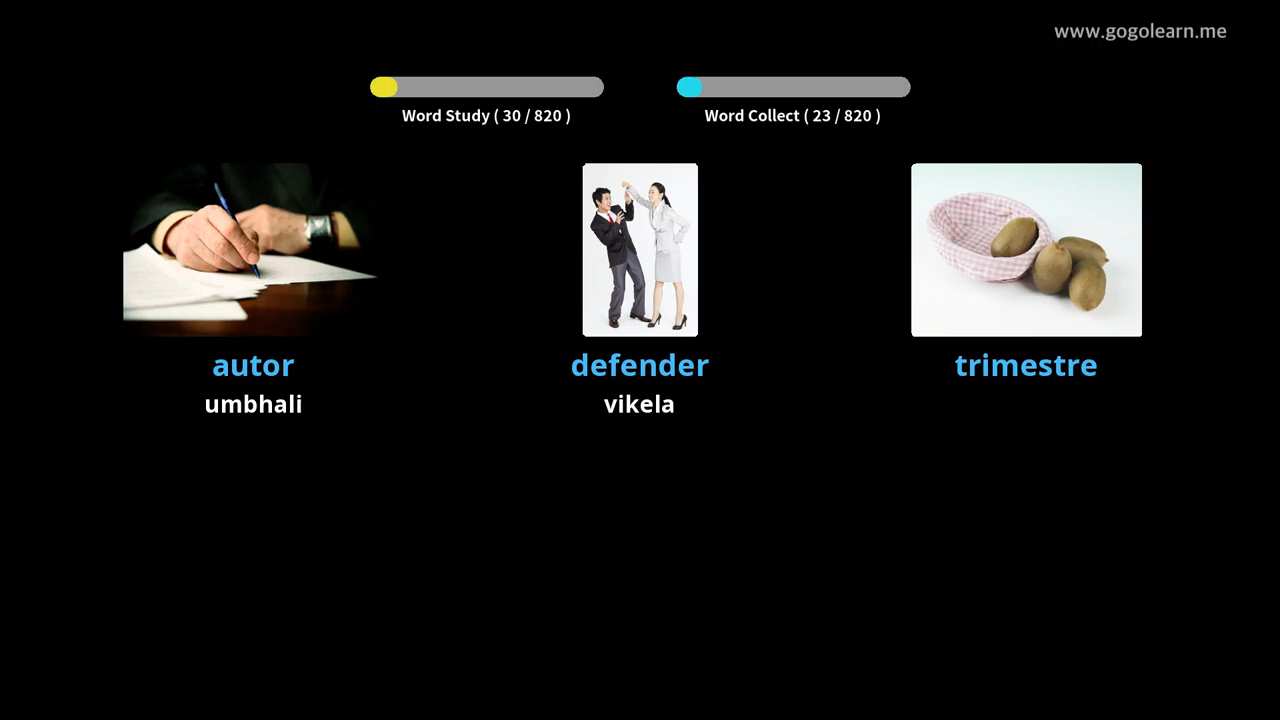 www.gogolearn.me
Word Study ( 30 / 820 )
Word Collect ( 23 / 820 )
autor
umbhali
defender
vikela
trimestre